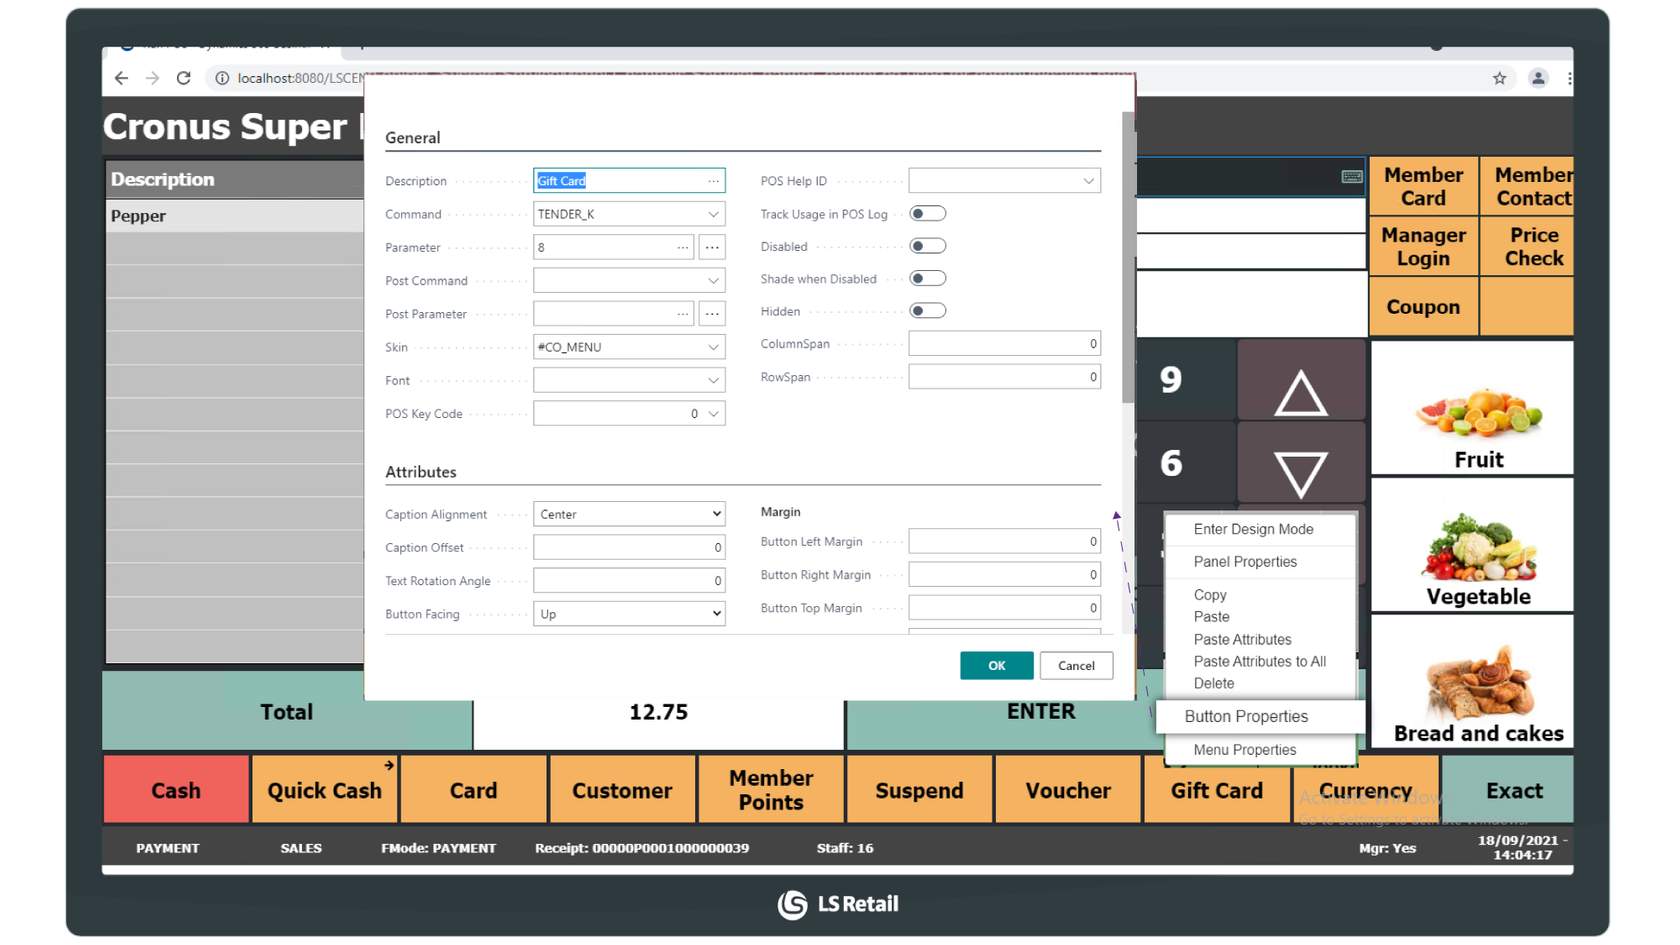 localhost:8080/LSCEN
Cronus Super
Description
Pepper
General
Description
Gift Card
Command
TENDER_K
Parameter
8
Post Command
Post Parameter
Skin
#CO_MENU
Font
POS Key Code
0
POS Help ID
Track Usage in POS Log
Disabled
Shade when Disabled
Hidden
ColumnSpan
0
RowSpan
0
Attributes
Caption Alignment
Center
Caption Offset
0
Text Rotation Angle
0
Button Facing
Up
Margin
Button Left Margin
0
Button Right Margin
0
Button Top Margin
0
OK
Cancel
Member
Card
Member
Contact
Manager
Login
Price
Check
Coupon
9
6
Fruit
Vegetable
Bread and cakes
Enter Design Mode
Panel Properties
Copy
Paste
Paste Attributes
Paste Attributes to All
Delete
Button Properties
Menu Properties
Total
12.75
ENTER
Cash
Quick Cash
Card
Customer
Member
Points
Suspend
Voucher
Gift Card
Currency
Exact
Activate Window
Go to Settings to activate Windows.
PAYMENT
SALES
FMode: PAYMENT
Receipt: 00000P0001000000039
Staff: 16
Mgr: Yes
18/09/2021 -
14:04:17
LS Retail